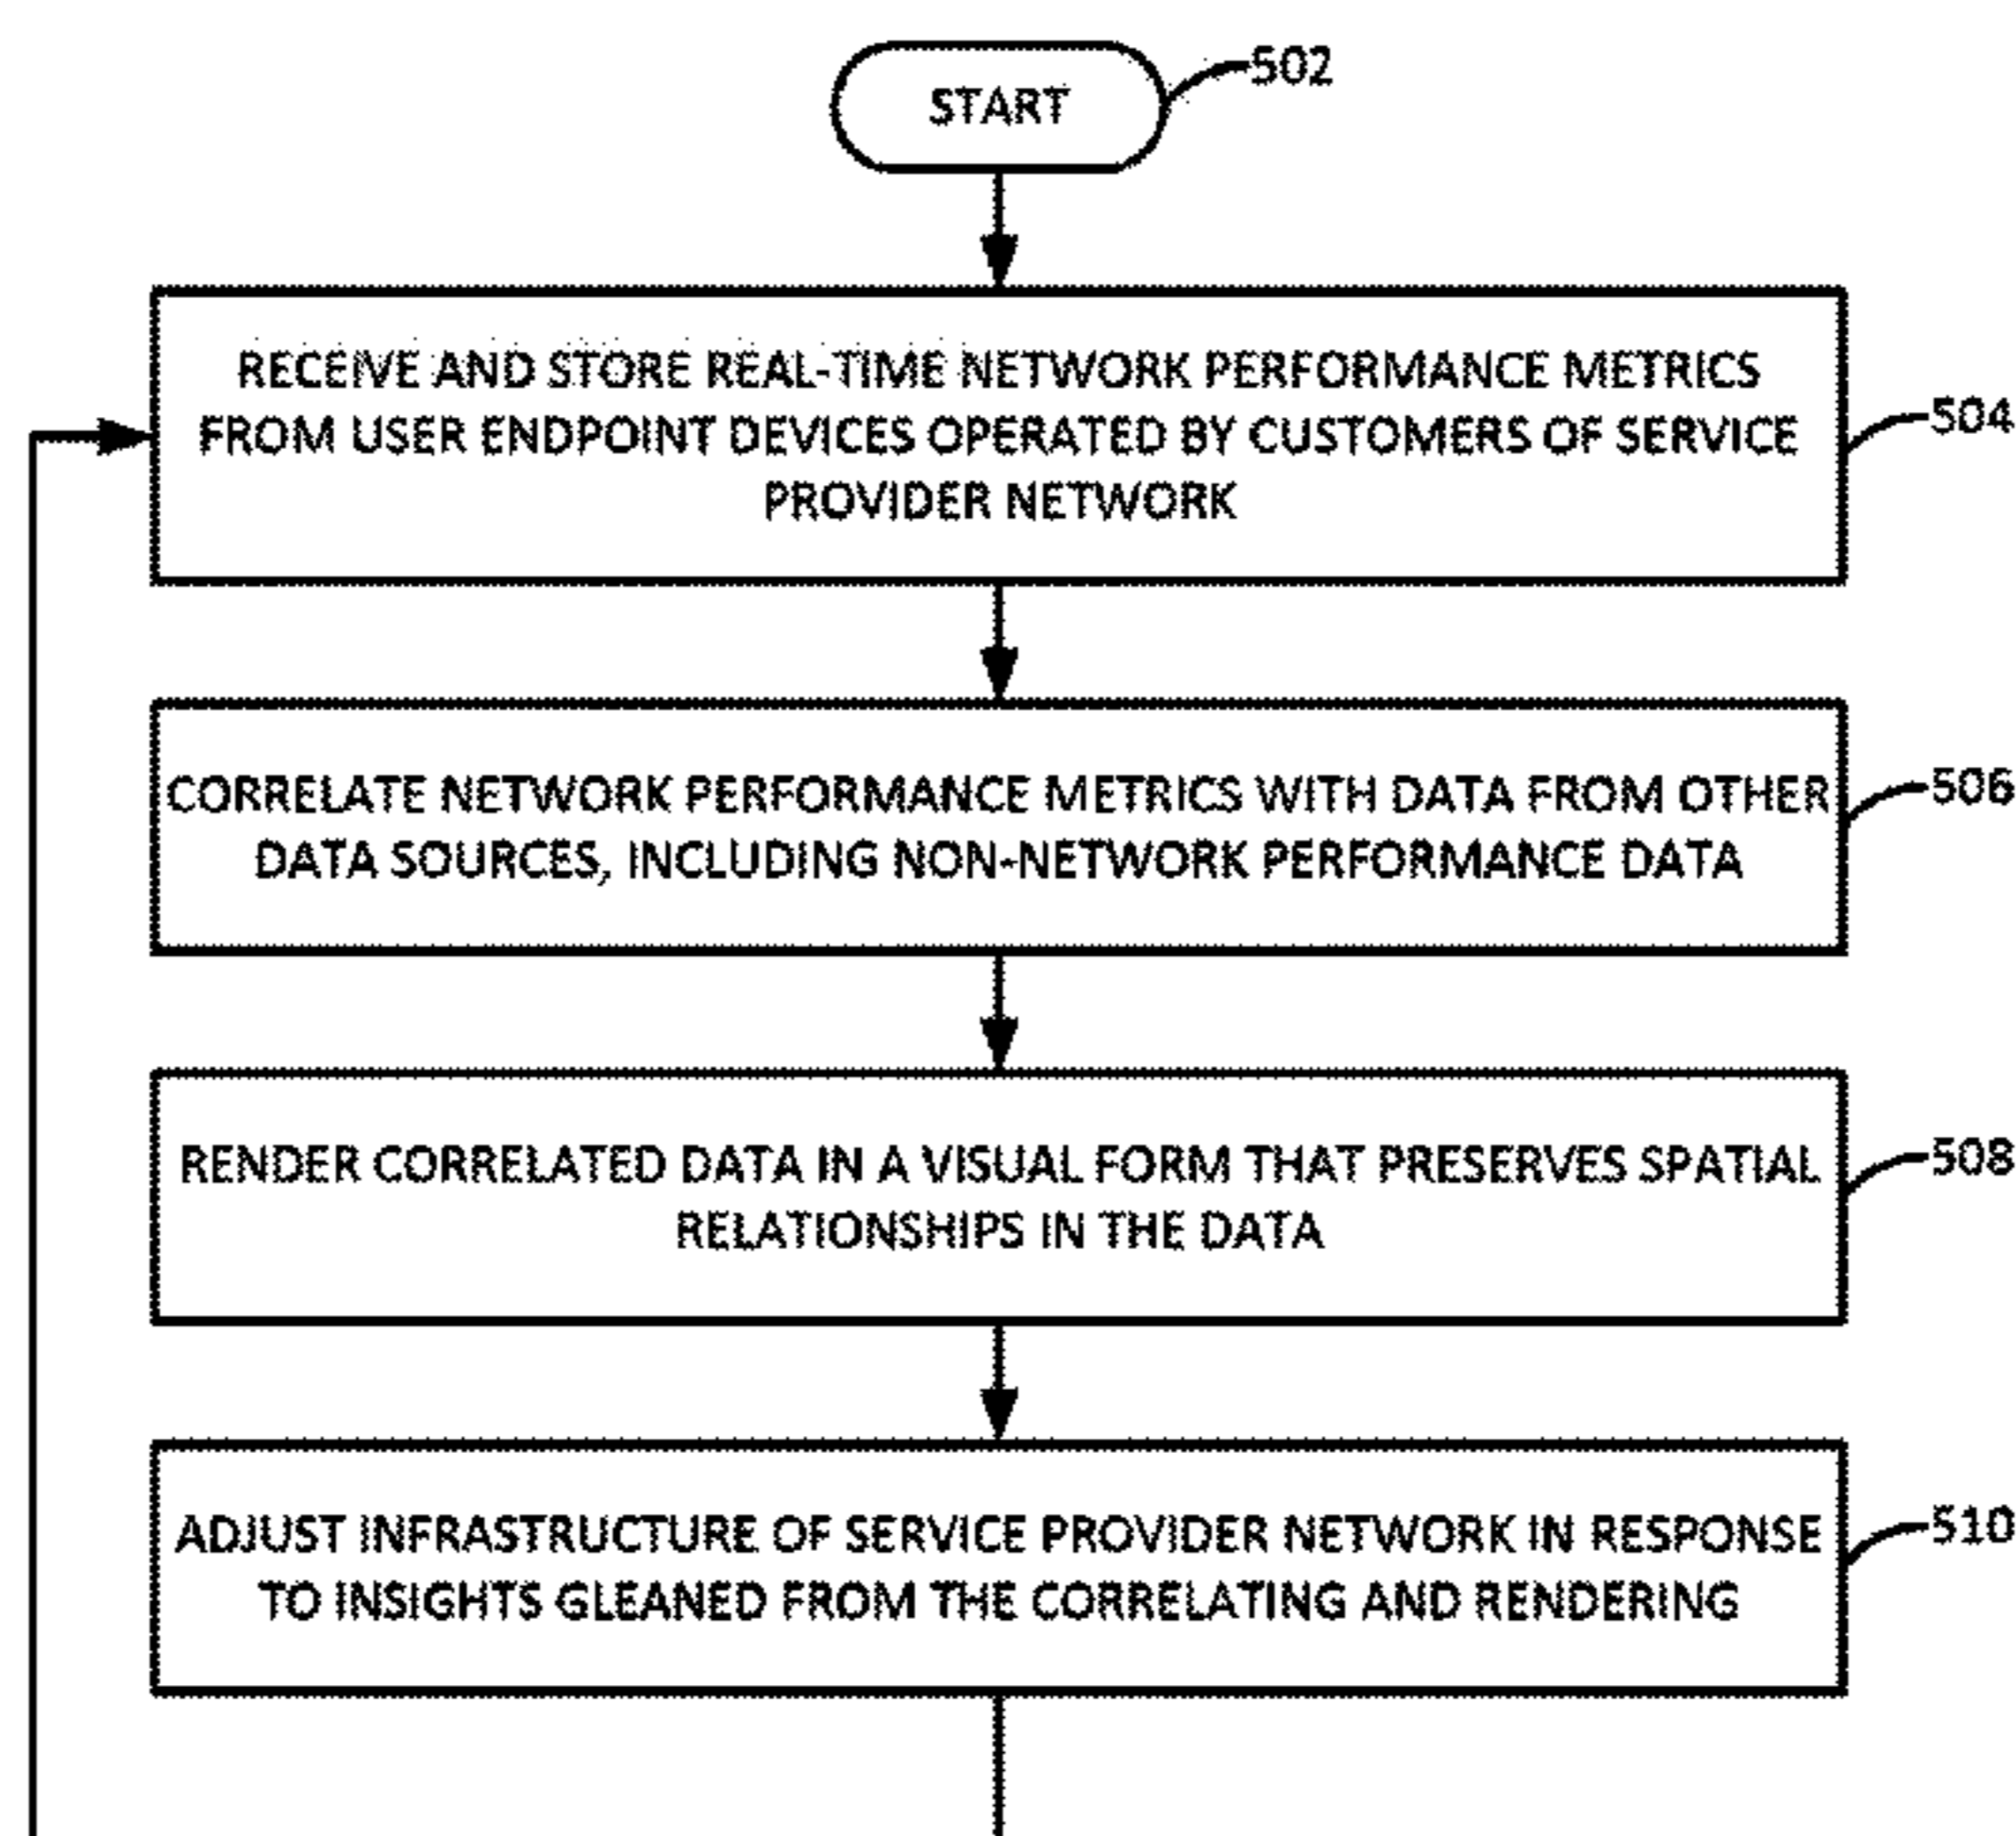 START
502
RECEIVE AND STORE REAL-TIME NETWORK PERFORMANCE METRICS
FROM USER ENDPOINT DEVICES OPERATED BY CUSTOMERS OF SERVICE
PROVIDER NETWORK
504
CORRELATE NETWORK PERFORMANCE METRICS WITH DATA FROM OTHER
DATA SOURCES, INCLUDING NON-NETWORK PERFORMANCE DATA
506
RENDER CORRELATED DATA IN A VISUAL FORM THAT PRESERVES SPATIAL
RELATIONSHIPS IN THE DATA
508
ADJUST INFRASTRUCTURE OF SERVICE PROVIDER NETWORK IN RESPONSE
TO INSIGHTS GLEANED FROM THE CORRELATING AND RENDERING
510